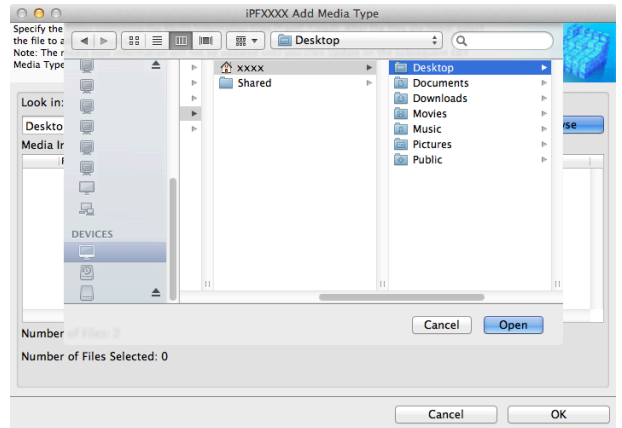 iPFXXXX Add Media Type
Specify the
the file to a
Note: The r
Media Type
Desktop
xxxx
Shared
Desktop
Documents
Downloads
Movies
Music
Pictures
Public
Look in:
Deskto
se
Media In
DEVICES
Cancel
Open
Number of Files: 2
Number of Files Selected: 0
Cancel
OK